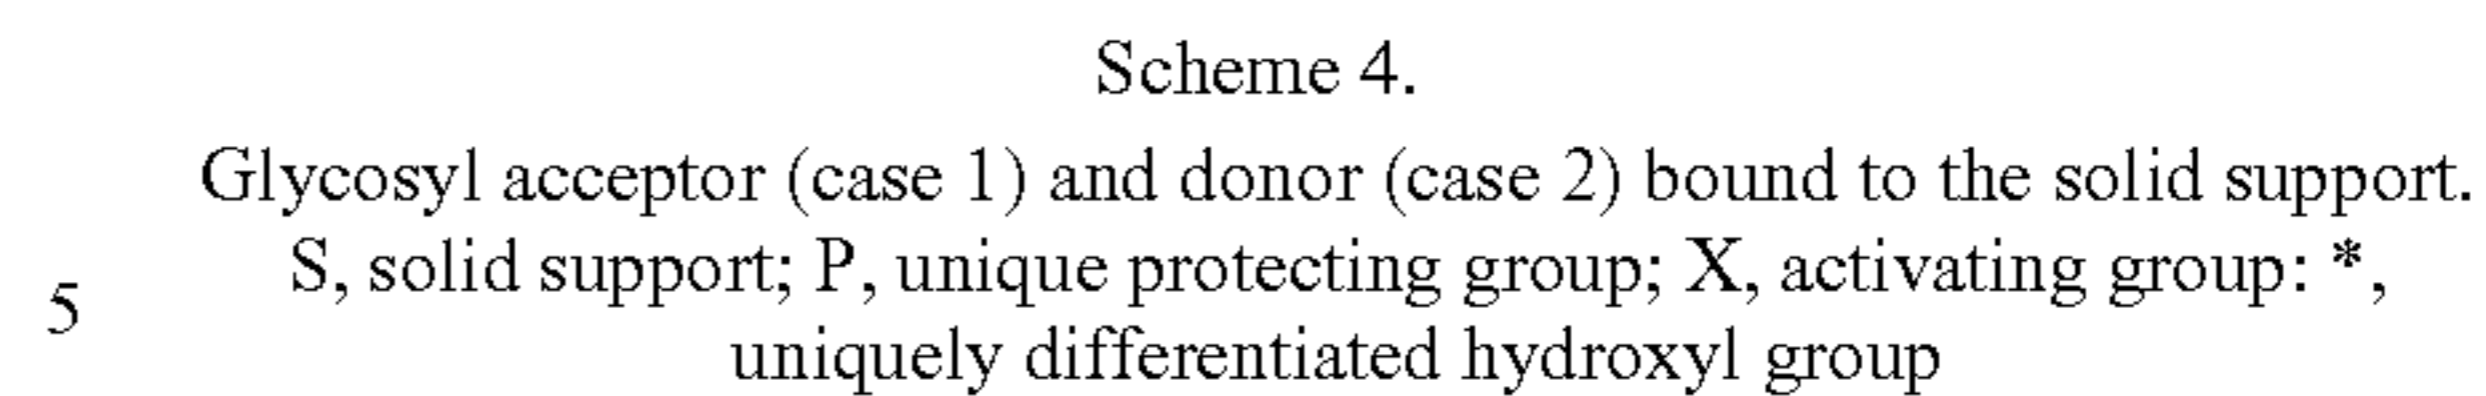 Scheme 4.
Glycosyl acceptor (case 1) and donor (case 2) bound to the solid support.
S, solid support; P, unique protecting group; X, activating group: *,
5
uniquely differentiated hydroxyl group